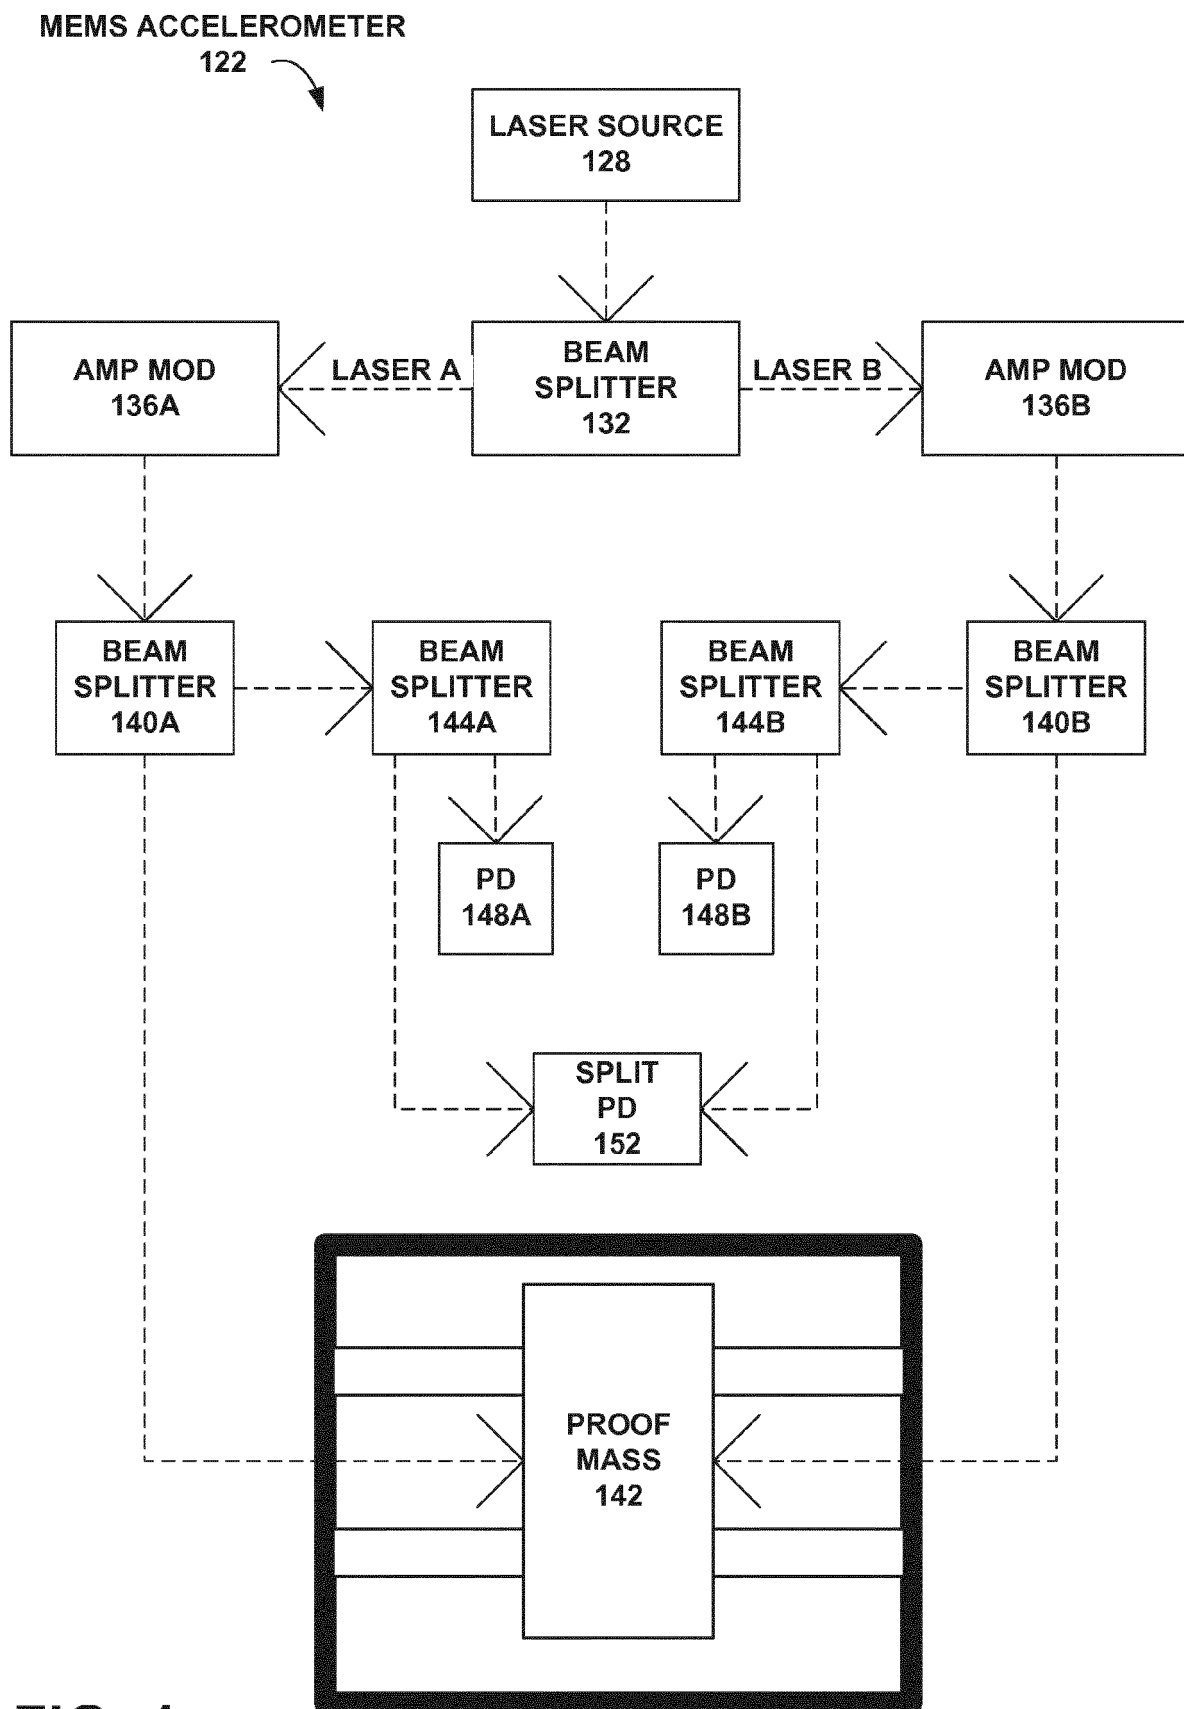 MEMS ACCELEROMETER
122
LASER SOURCE
128
AMP MOD
136A
LASER A
BEAM
SPLITTER
132
LASER B
AMP MOD
136B
BEAM
SPLITTER
140A
BEAM
SPLITTER
144A
BEAM
SPLITTER
144B
BEAM
SPLITTER
140B
PD
148A
PD
148B
SPLIT
PD
152
PROOF
MASS
142